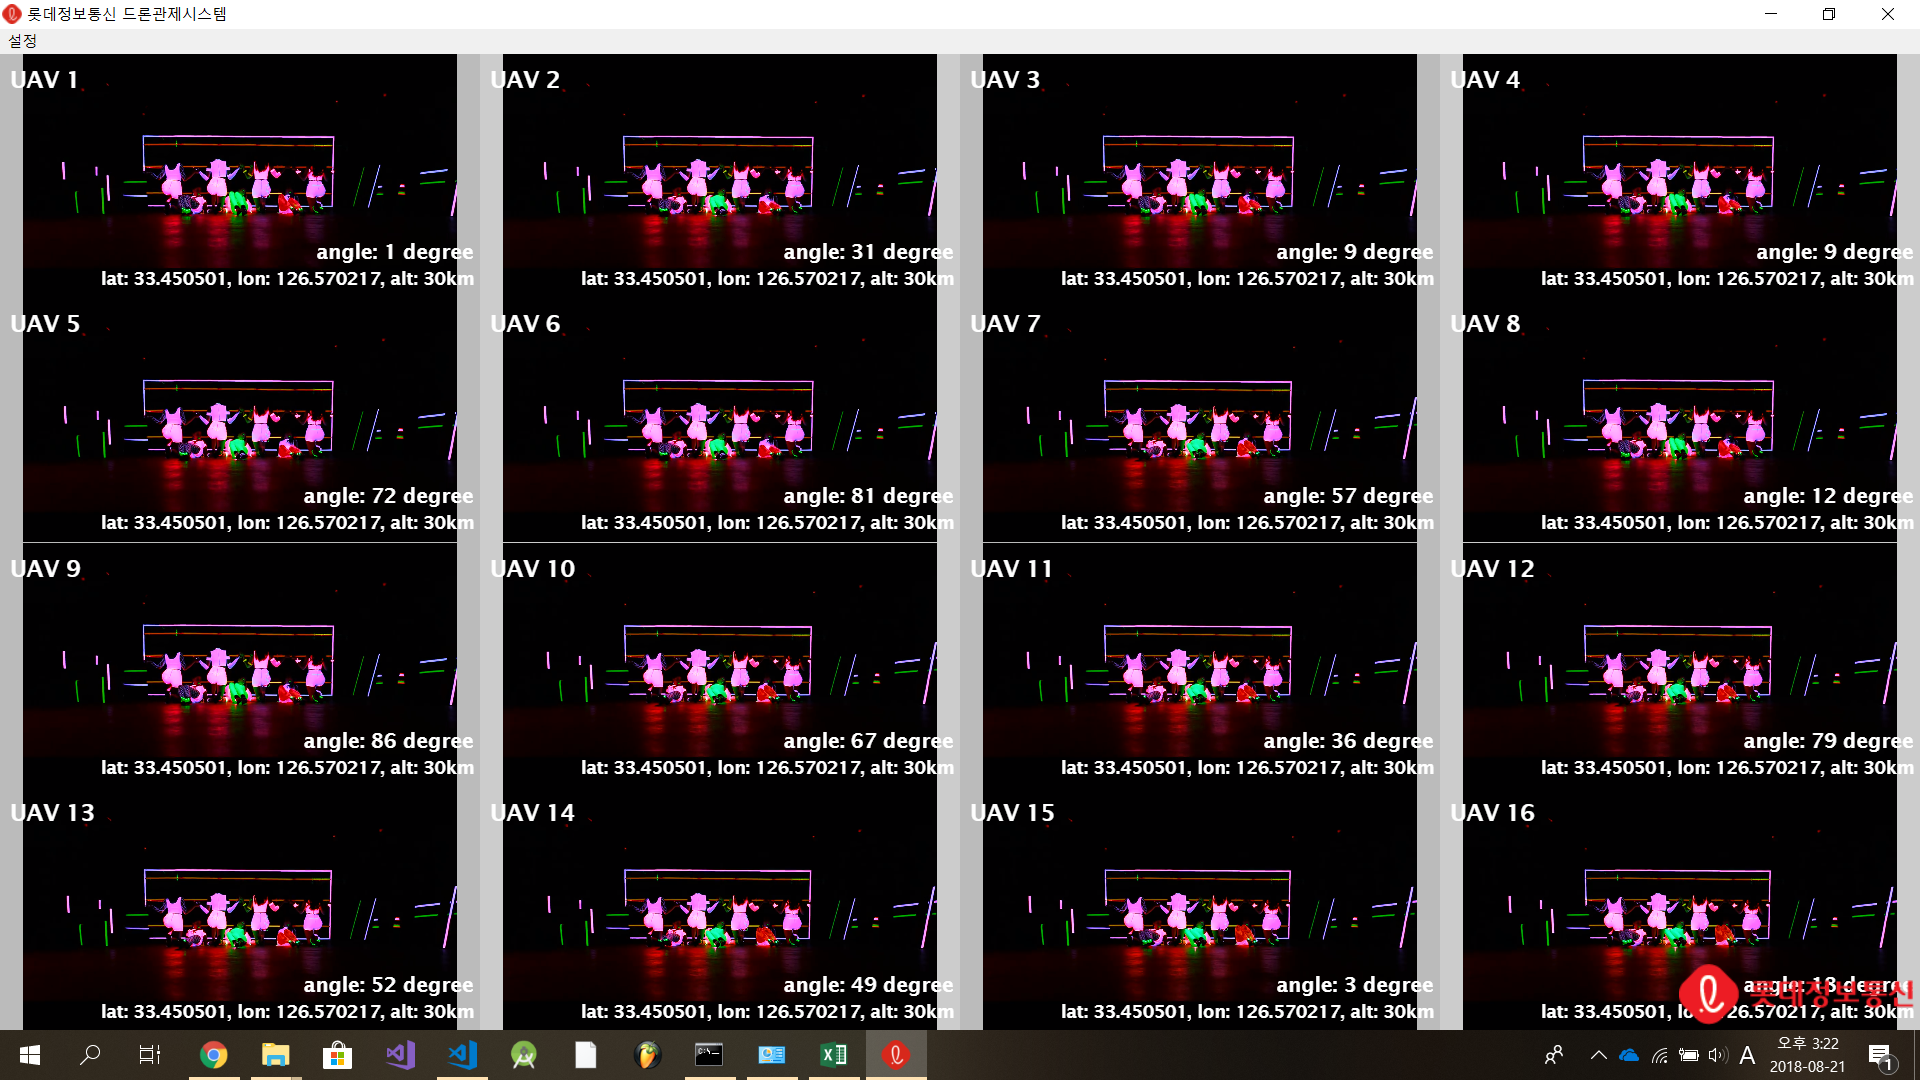 롯데정보통신 드론관제시스템
설정
UAV 1
angle: 1 degree
lat: 33.450501, lon: 126.570217, alt: 30km
UAV 2
angle: 31 degree
lat: 33.450501, lon: 126.570217, alt: 30km
UAV 3
angle: 9 degree
lat: 33.450501, lon: 126.570217, alt: 30km
UAV 4
angle: 9 degree
lat: 33.450501, lon: 126.570217, alt: 30km
UAV 5
angle: 72 degree
lat: 33.450501, lon: 126.570217, alt: 30km
UAV 6
angle: 81 degree
lat: 33.450501, lon: 126.570217, alt: 30km
UAV 7
angle: 57 degree
lat: 33.450501, lon: 126.570217, alt: 30km
UAV 8
angle: 12 degree
lat: 33.450501, lon: 126.570217, alt: 30km
UAV 9
angle: 86 degree
lat: 33.450501, lon: 126.570217, alt: 30km
UAV 10
angle: 67 degree
lat: 33.450501, lon: 126.570217, alt: 30km
UAV 11
angle: 36 degree
lat: 33.450501, lon: 126.570217, alt: 30km
UAV 12
angle: 79 degree
lat: 33.450501, lon: 126.570217, alt: 30km
UAV 13
angle: 52 degree
lat: 33.450501, lon: 126.570217, alt: 30km
UAV 14
angle: 49 degree
lat: 33.450501, lon: 126.570217, alt: 30km
UAV 15
angle: 3 degree
lat: 33.450501, lon: 126.570217, alt: 30km
UAV 16
angle: 18 degree
롯데정보통신
lat: 33.450501, lon: 126.570217, alt: 30km
A
오후 3:22
2018-08-21
1